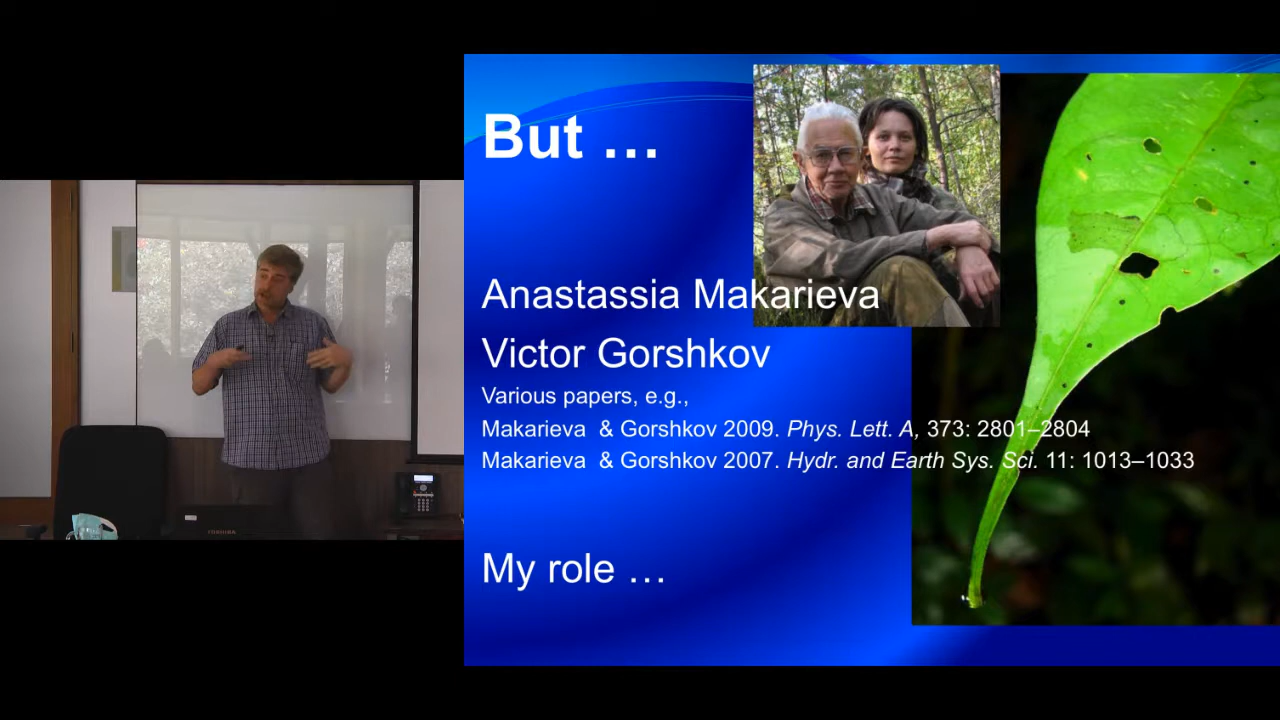 But …
Anastassia Makarieva
Victor Gorshkov
Various papers, e.g.,
Makarieva & Gorshkov 2009. Phys. Lett. A, 373: 2801–2804
Makarieva & Gorshkov 2007. Hydr. and Earth Sys. Sci. 11: 1013–1033
My role …
TOSHIBA